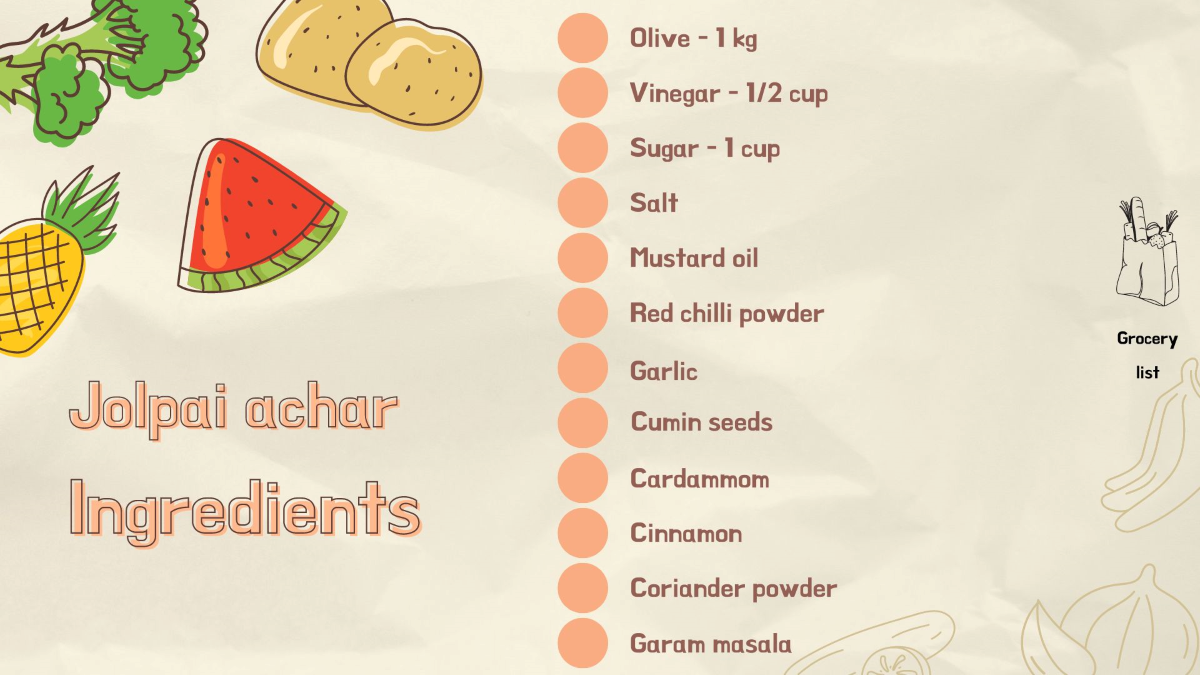 Jolpai achar
Ingredients
Olive - 1 kg
Vinegar - 1/2 cup
Sugar - 1 cup
Salt
Mustard oil
Red chilli powder
Garlic
Cumin seeds
Cardammom
Cinnamon
Coriander powder
Garam masala
Grocery
list